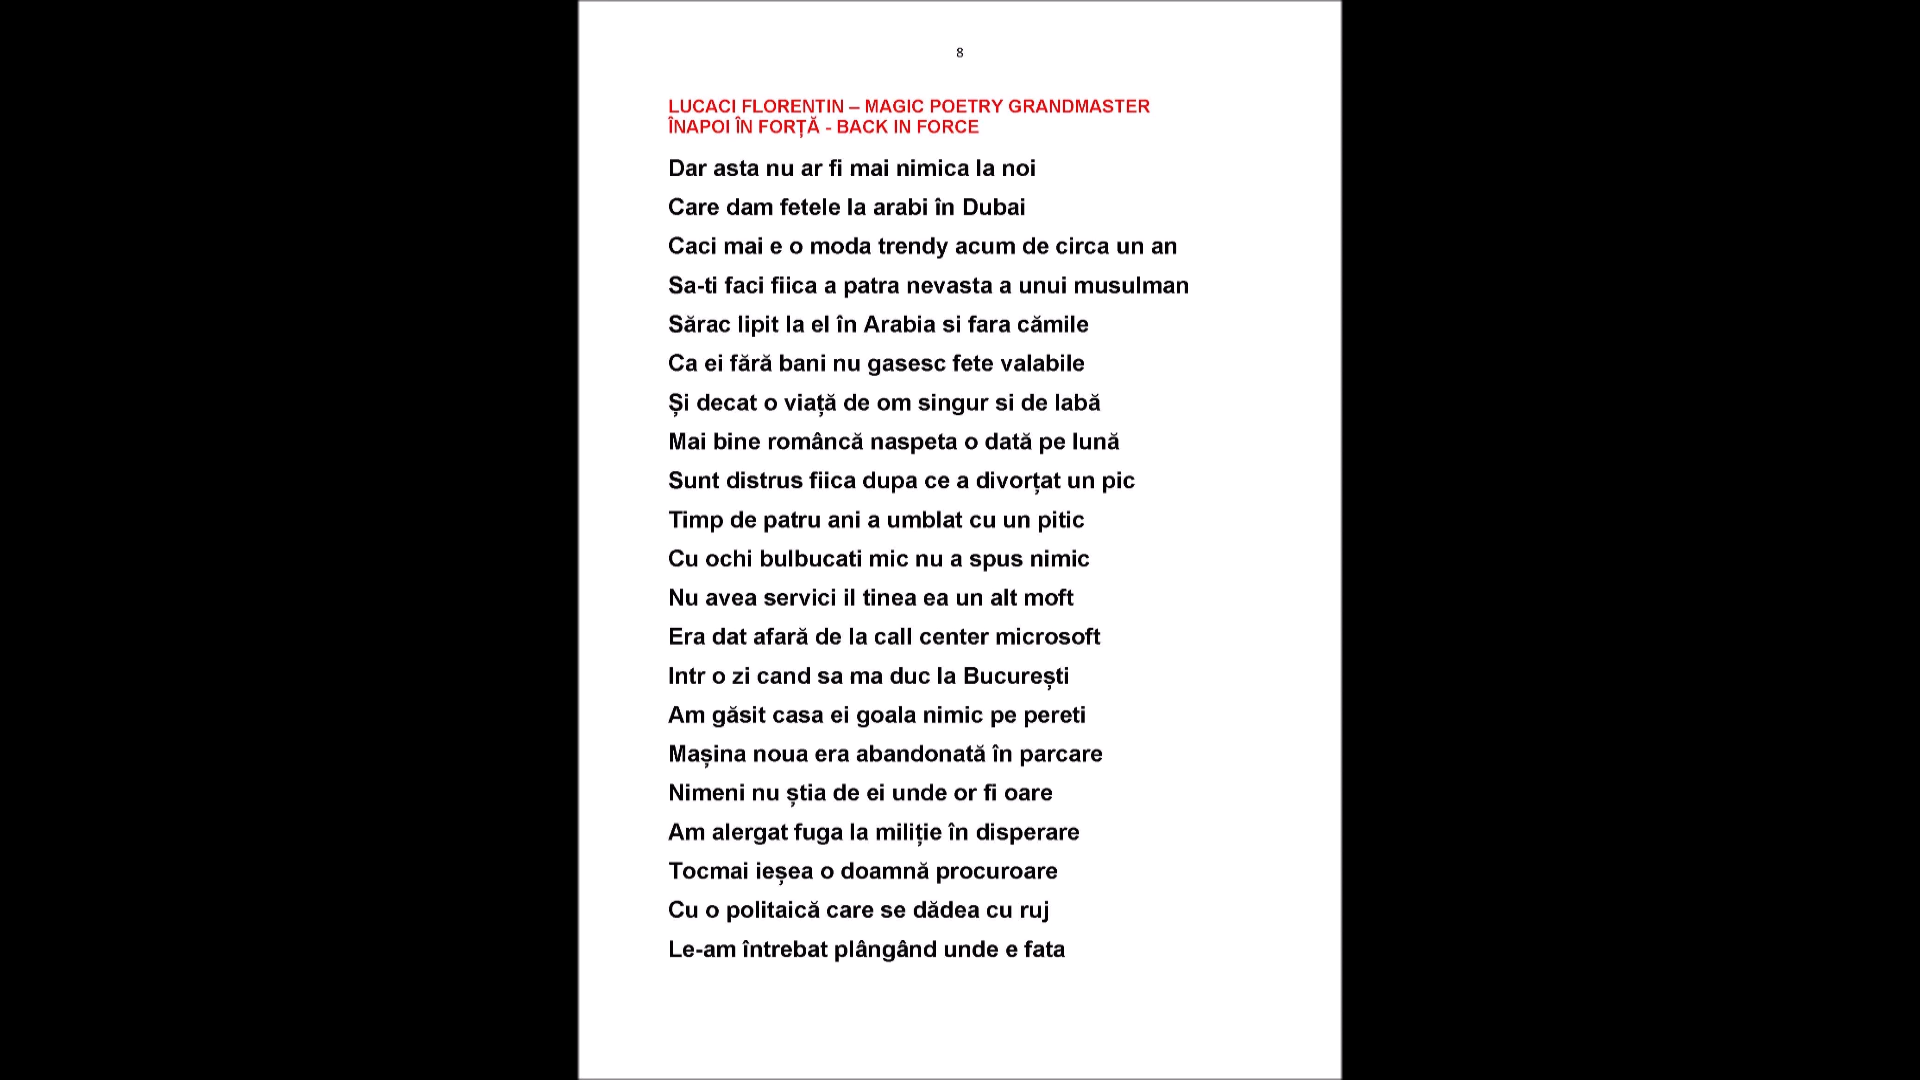 8
LUCACI FLORENTIN – MAGIC POETRY GRANDMASTER
ÎNAPOI ÎN FORȚĂ - BACK IN FORCE
Dar asta nu ar fi mai nimica la noi
Care dam fetele la arabi în Dubai
Caci mai e o moda trendy acum de circa un an
Sa-ti faci fiica a patra nevasta a unui musulman
Sărac lipit la el în Arabia si fara cămile
Ca ei fără bani nu gasesc fete valabile
Și decat o viață de om singur si de labă
Mai bine româncă naspeta o dată pe lună
Sunt distrus fiica dupa ce a divorțat un pic
Timp de patru ani a umblat cu un pitic
Cu ochi bulbucati mic nu a spus nimic
Nu avea servici il tinea ea un alt moft
Era dat afară de la call center microsoft
Intr o zi cand sa ma duc la București
Am găsit casa ei goala nimic pe pereti
Mașina noua era abandonată în parcare
Nimeni nu știa de ei unde or fi oare
Am alergat fuga la miliție în disperare
Tocmai ieșea o doamnă procuroare
Cu o politaică care se dădea cu ruj
Le-am întrebat plângând unde e fata